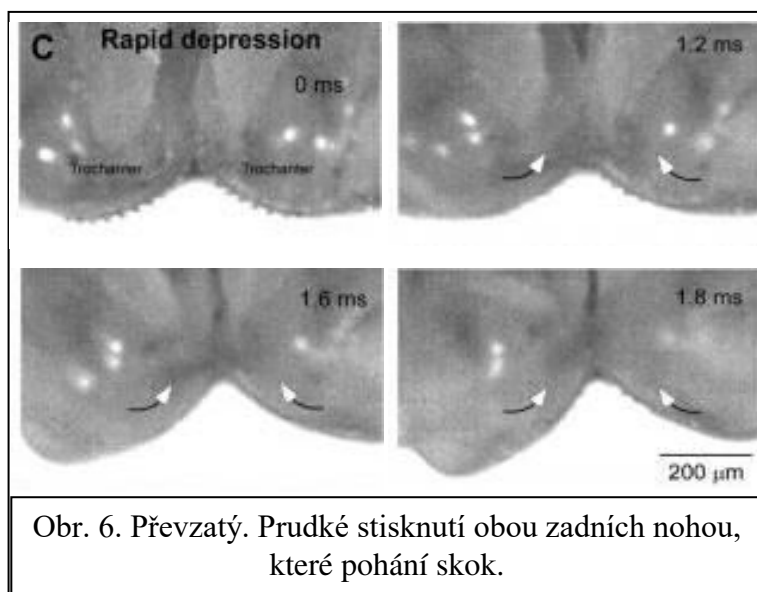 C Rapid depression
0 ms
1.2 ms
Trochanter Trochanter
1.6 ms
1.8 ms
200 μm
Obr. 6. Převzatý. Prudké stisknutí obou zadních nohou,
které pohání skok.